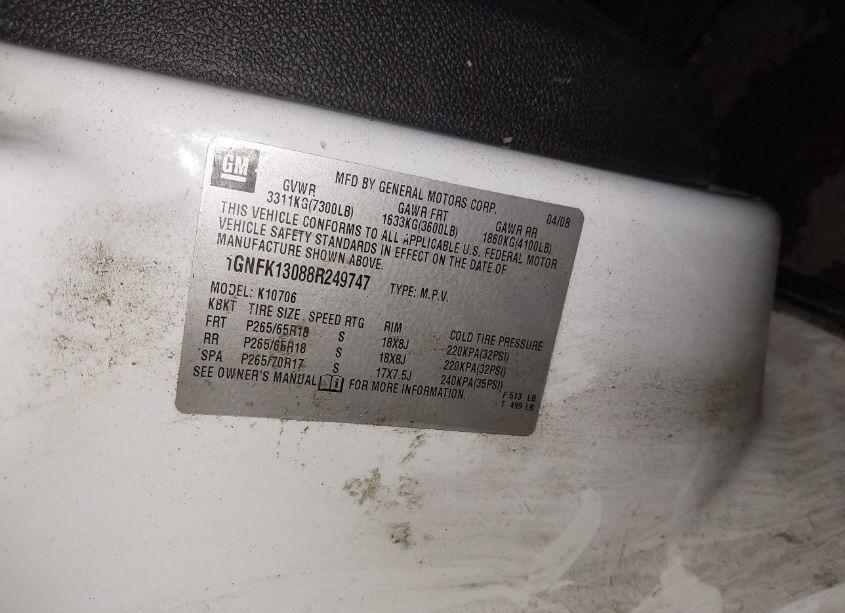 GM
MFD BY GENERAL MOTORS CORP. 04/08
GVWR GAWR FRT GAWR RR
3311KG(7300LB) 1633KG(3600LB) 1860KG(4100LB)
THIS VEHICLE CONFORMS TO ALL APPLICABLE U.S. FEDERAL MOTOR
VEHICLE SAFETY STANDARDS IN EFFECT ON THE DATE OF
MANUFACTURE SHOWN ABOVE.
1GNFK13088R249747 TYPE: M.P.V.
MODEL: K10706
KBKT TIRE SIZE SPEED RTG RIM COLD TIRE PRESSURE
FRT P265/65R18 S 18X8J 220KPA(32PSI)
RR P265/65R18 S 18X8J 220KPA(32PSI)
SPA P265/70R17 S 17X7.5J 240KPA(35PSI)
SEE OWNER'S MANUAL FOR MORE INFORMATION.
F 513 LB
T 499 LB